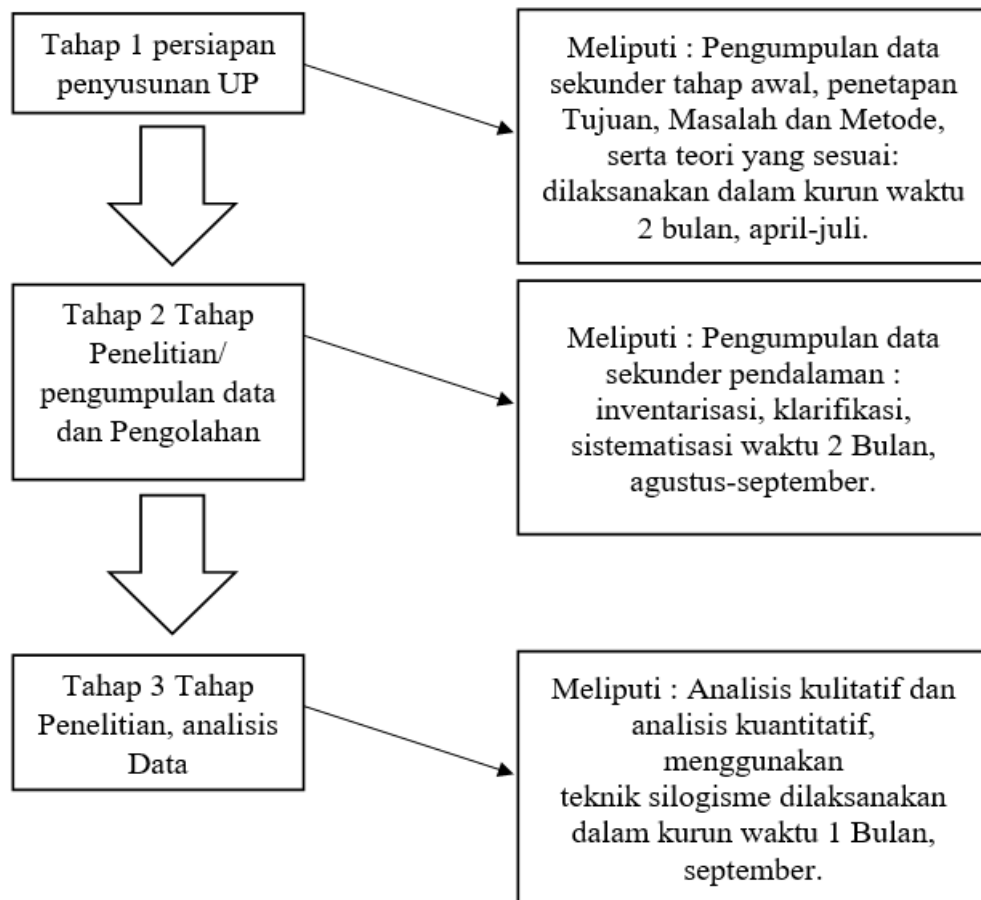 Tahap 1 persiapan
penyusunan UP
Meliputi : Pengumpulan data
sekunder tahap awal, penetapan
Tujuan, Masalah dan Metode,
serta teori yang sesuai:
dilaksanakan dalam kurun waktu
2 bulan, april-juli.
Tahap 2 Tahap
Penelitian/
pengumpulan data
dan Pengolahan
Meliputi : Pengumpulan data
sekunder pendalaman :
inventarisasi, klarifikasi,
sistematisasi waktu 2 Bulan,
agustus-september.
Tahap 3 Tahap
Penelitian, analisis
Data
Meliputi : Analisis kulitatif dan
analisis kuantitatif,
menggunakan
teknik silogisme dilaksanakan
dalam kurun waktu 1 Bulan,
september.